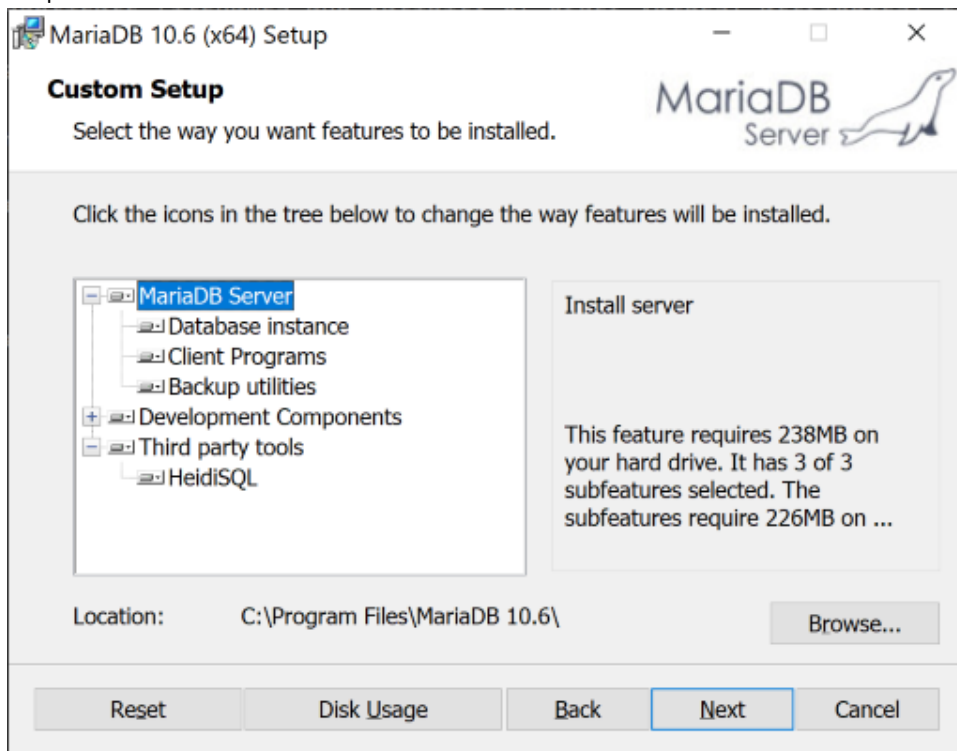 MariaDB 10.6 (x64) Setup
Custom Setup
Select the way you want features to be installed.
MariaDB
Server
Click the icons in the tree below to change the way features will be installed.
MariaDB Server
Database instance
Client Programs
Backup utilities
Development Components
Third party tools
HeidiSQL
Install server
This feature requires 238MB on
your hard drive. It has 3 of 3
subfeatures selected. The
subfeatures require 226MB on ...
Location: C:\Program Files\MariaDB 10.6\
Browse...
Reset Disk Usage Back Next Cancel